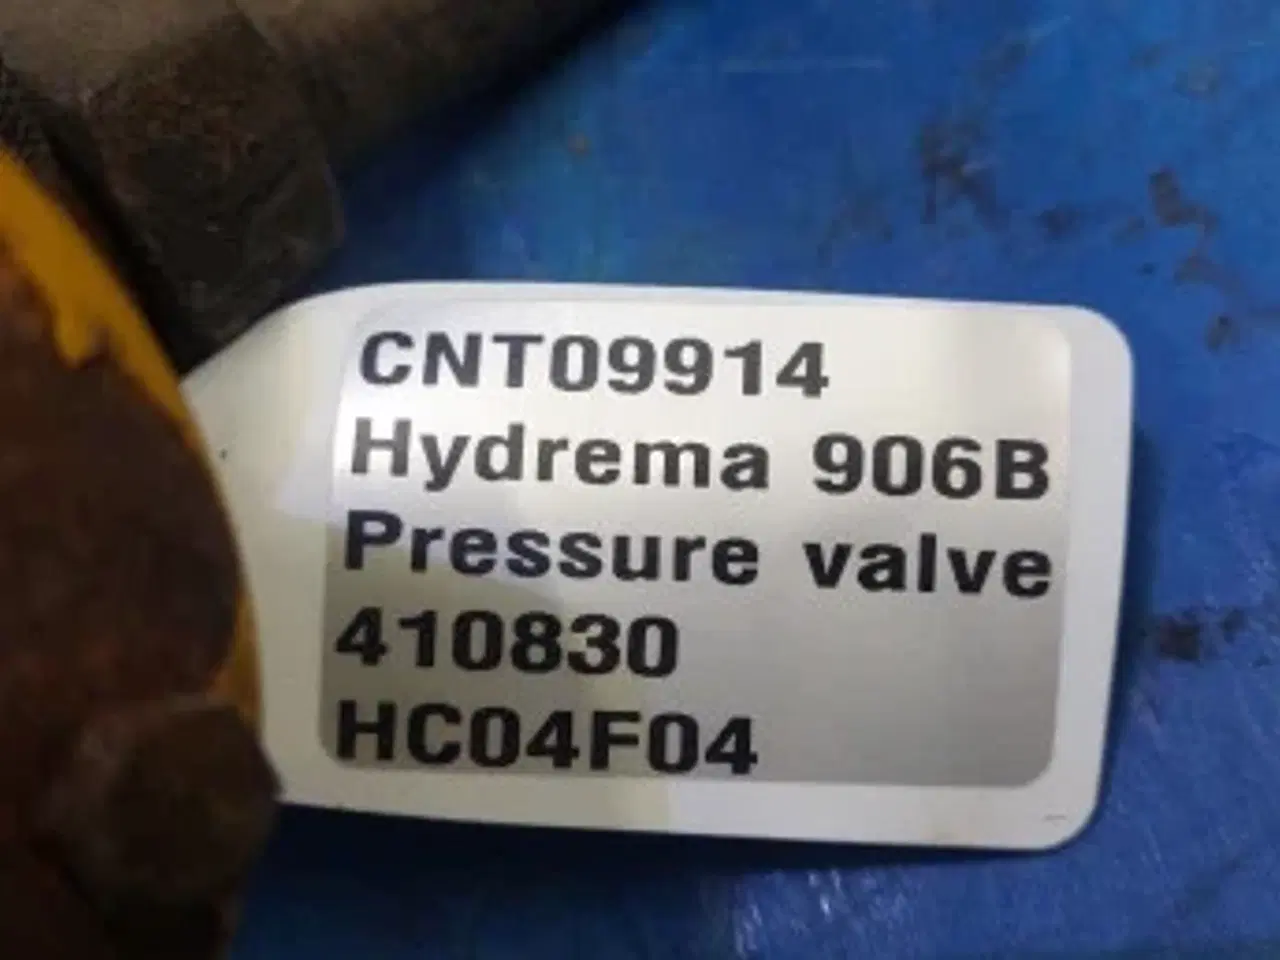 CNT09914
Hydrema 906B
Pressure valve
410830
HC04F04